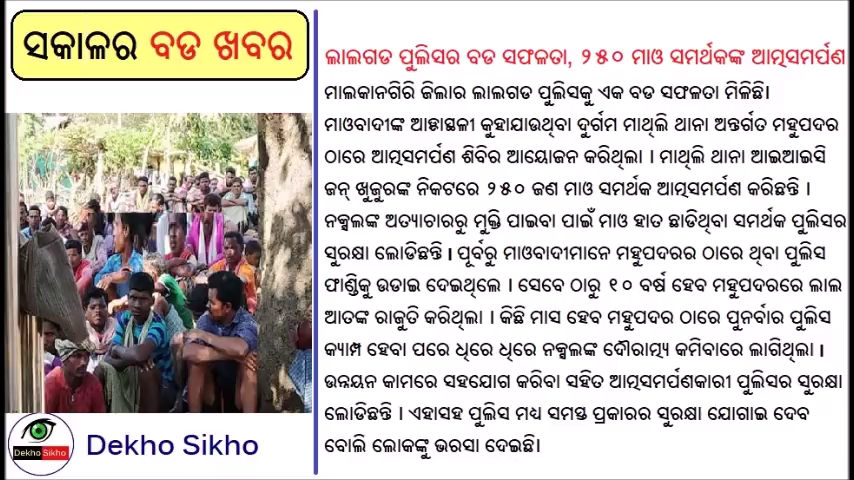 ସକାଳର ବଡ ଖବର
ଲାଲଗଡ ପୁଲିସର ବଡ ସଫଳତା, ୨୫୦ ମାଓ ସମର୍ଥକଙ୍କ ଆତ୍ମସମର୍ପଣ
ମାଲକାନଗିରି ଜିଲାର ଲାଲଗଡ ପୁଲିସକୁ ଏକ ବଡ ସଫଳତା ମିଳିଛି।
ମାଓବାଦୀଙ୍କ ଆଛାସ୍ଥଳୀ କୁହାଯାଉଥିବା ଦୁର୍ଗମ ମାଥିଲି ଥାନା ଅନ୍ତର୍ଗତ ମହୁପଦର
ଠାରେ ଆତ୍ମସମର୍ପଣ ଶିବିର ଆୟୋଜନ କରିଥିଲା । ମାଥିଲି ଥାନା ଆଇଆଇସି
ଜନ୍ ଖୁଜୁରଙ୍କ ନିକଟରେ ୨୫୦ ଜଣ ମାଓ ସମର୍ଥକ ଆତ୍ମସମର୍ପଣ କରିଛନ୍ତି ।
ନକ୍ସଲଙ୍କ ଅତ୍ୟାଚାରରୁ ମୁକ୍ତି ପାଇବା ପାଇଁ ମାଓ ହାତ ଛାଡିଥିବା ସମର୍ଥକ ପୁଲିସର
ସୁରକ୍ଷା ଲୋଡିଛନ୍ତି । ପୂର୍ବରୁ ମାଓବାଦୀମାନେ ମହୁପଦରର ଠାରେ ଥିବା ପୁଲିସ
ଫାଣ୍ଡିକୁ ଉଡାଇ ଦେଇଥିଲେ । ସେବେ ଠାରୁ ୧୦ ବର୍ଷ ହେବ ମହୁପଦରରେ ଲାଲ
ଆତଙ୍କ ରାଜୁତି କରିଥିଲା । କିଛି ମାସ ହେବ ମହୁପଦର ଠାରେ ପୁନର୍ବାର ପୁଲିସ
କ୍ୟାମ୍ପ ହେବା ପରେ ଧିରେ ଧିରେ ନକ୍ସଲଙ୍କ ଦୌରାତ୍ମ୍ୟ କମିବାରେ ଲାଗିଥିଲା ।
ଉନ୍ନୟନ କାମରେ ସହଯୋଗ କରିବା ସହିତ ଆତ୍ମସମର୍ପଣକାରୀ ପୁଲିସର ସୁରକ୍ଷା
ଲୋଡିଛନ୍ତି । ଏହାସହ ପୁଲିସ ମଧ୍ୟ ସମସ୍ତ ପ୍ରକାରର ସୁରକ୍ଷା ଯୋଗାଇ ଦେବ
ବୋଲି ଲୋକଙ୍କୁ ଭରସା ଦେଇଛି।
Dekho Sikho
Dekho Sikho